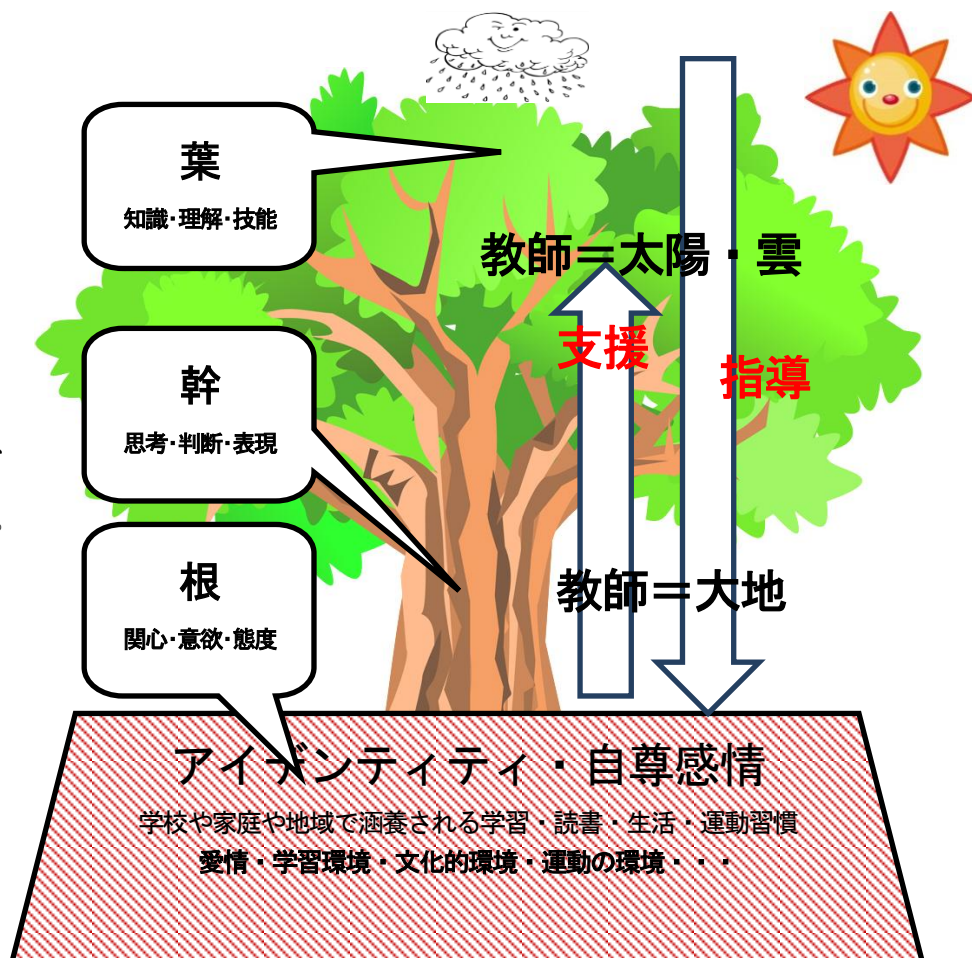 葉
知識・理解・技能
教師＝太陽・雲
支援
指導
幹
思考・判断・表現
根
関心・意欲・態度
教師＝大地
アイデンティティ・自尊感情
学校や家庭や地域で涵養される学習・読書・生活・運動習慣
愛情・学習環境・文化的環境・運動の環境・・・